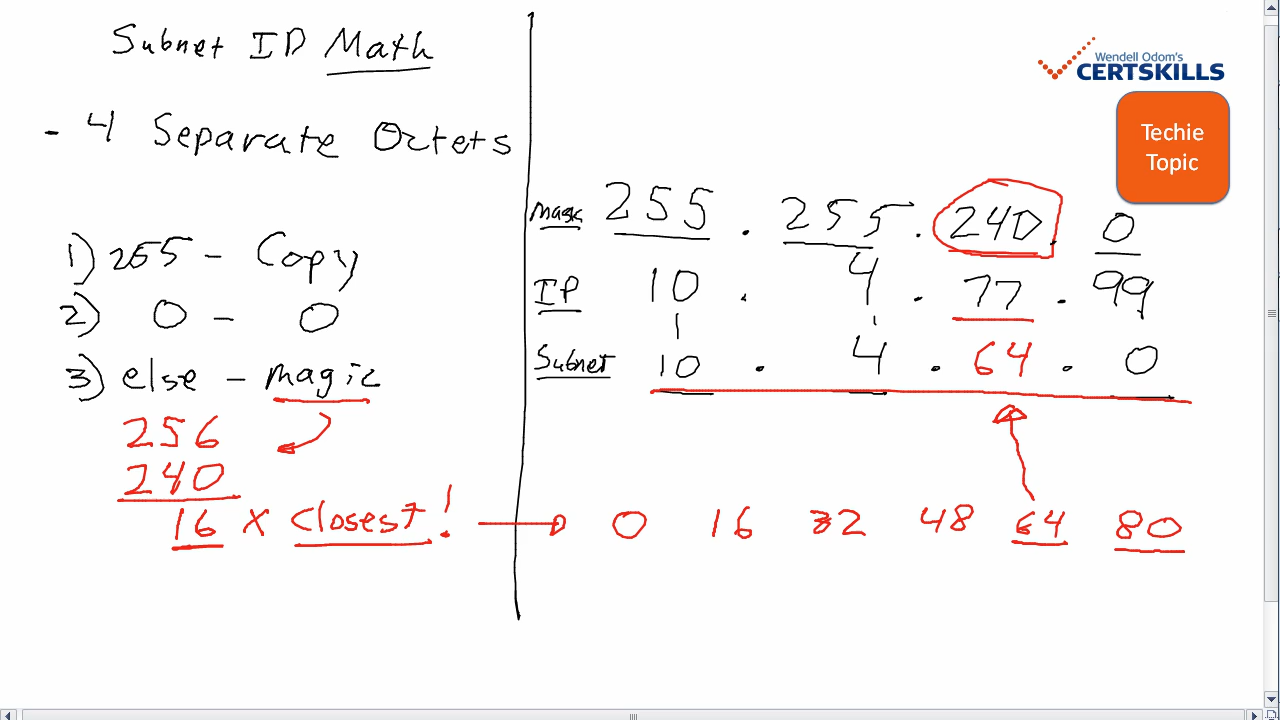 Subnet ID Math
- 4 Separate Octets
1) 255 - Copy
2) 0 - 0
3) else - magic
256
240
16 x Closest!
Wendell Odom's
CERTSKILLS
Techie
Topic
Mask 255 . 255 . 240 . 0
IP 10 . 4 . 77 . 99
Subnet 10 . 4 . 64 . 0
0 16 32 48 64 80